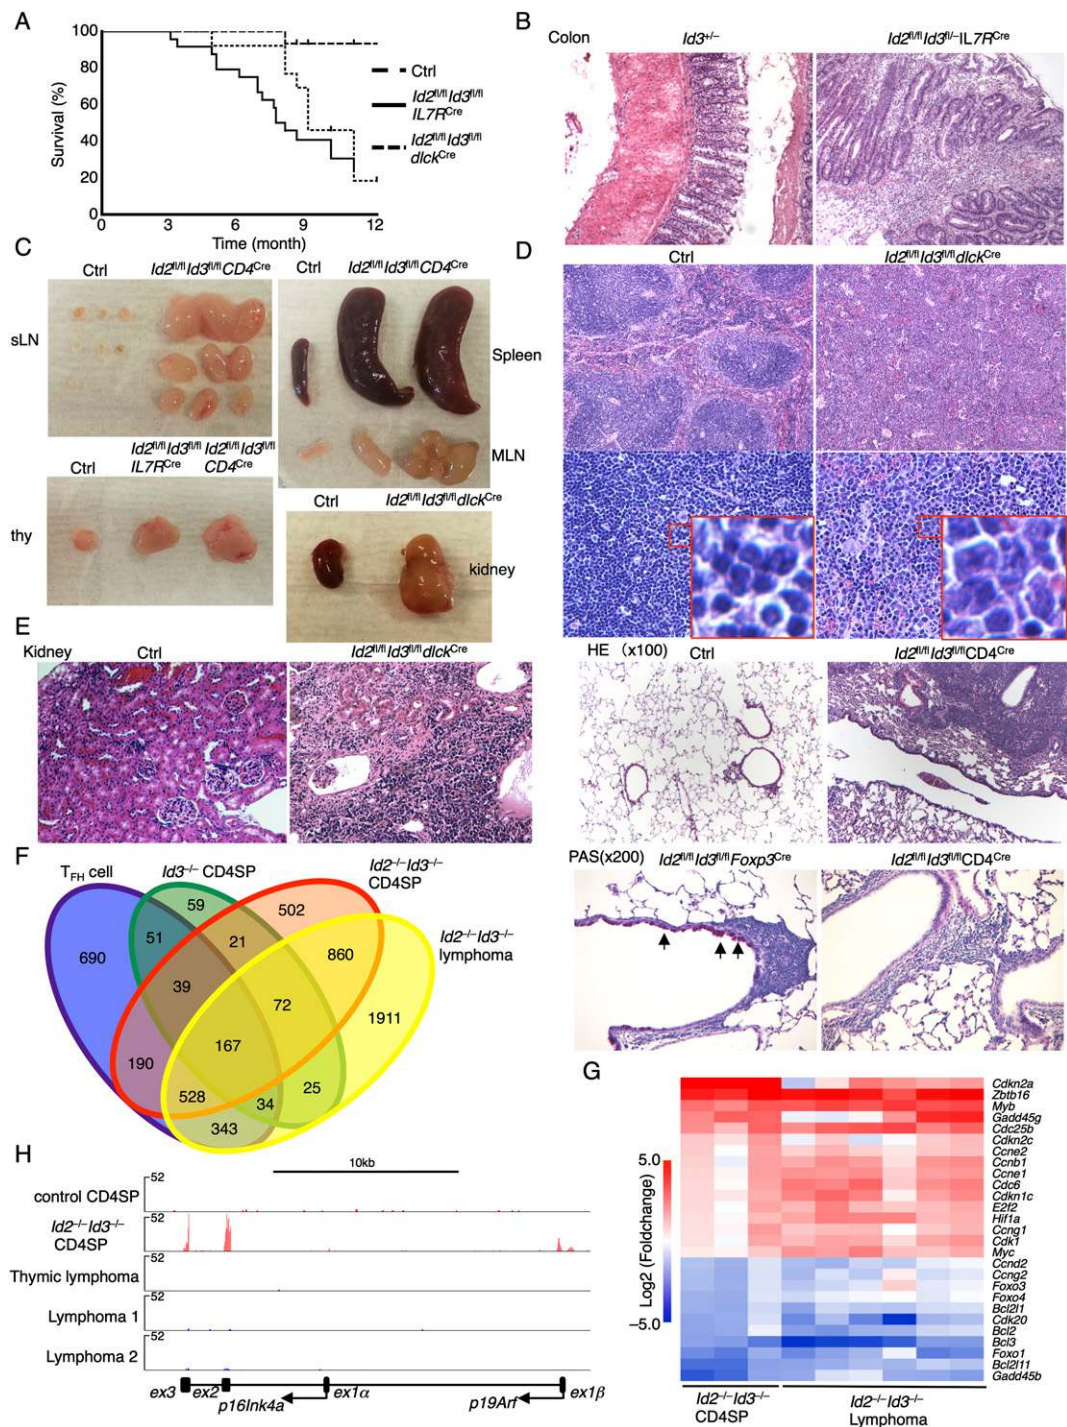 A
Survival (%)
100
80
60
40
20
0
0
3
6
9
12
Time (month)
Ctrl
Id2fl/flId3fl/fl
IL7RCre
Id2fl/flId3fl/fl
dlckCre
B
Colon
Id3+/−
Id2fl/flId3fl/−IL7RCre
C
Ctrl
Id2fl/flId3fl/flCD4Cre
sLN
Ctrl
Id2fl/flId3fl/flCD4Cre
Spleen
MLN
Ctrl
Id2fl/flId3fl/fl
IL7RCre
Id2fl/flId3fl/fl
CD4Cre
thy
Ctrl
Id2fl/flId3fl/fldlckCre
kidney
D
Ctrl
Id2fl/flId3fl/fldlckCre
E
Kidney
Ctrl
Id2fl/flId3fl/fldlckCre
HE (x100)
Ctrl
Id2fl/flId3fl/flCD4Cre
PAS(x200)
Id2fl/flId3fl/flFoxp3Cre
Id2fl/flId3fl/flCD4Cre
F
TFH cell
Id3−/− CD4SP
Id2−/−Id3−/−
CD4SP
Id2−/−Id3−/−
lymphoma
59
502
51
21
690
860
39
72
1911
167
190
528
34
25
343
G
5.0
Log2 (Foldchange)
−5.0
Cdkn2a
Zbtb16
Myb
Gadd45g
Cdc25b
Cdkn2c
Ccne2
Ccnb1
Ccne1
Cdc6
Cdkn1c
E2f2
Hif1a
Ccng1
Cdk1
Myc
Ccnd2
Ccng2
Foxo3
Foxo4
Bcl2l1
Cdk20
Bcl2
Bcl3
Foxo1
Bcl2l11
Gadd45b
Id2−/−Id3−/−
CD4SP
Id2−/−Id3−/−
Lymphoma
H
10kb
52
control CD4SP
52
Id2−/−Id3−/−
CD4SP
52
Thymic lymphoma
52
Lymphoma 1
52
Lymphoma 2
ex3
ex2
p16Ink4a
ex1α
p19Arf
ex1β